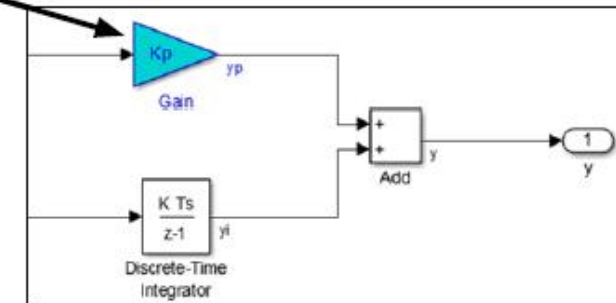 Kp
yp
Gain
+
+
y
Add
1
y
K Ts
z-1
yi
Discrete-Time
Integrator